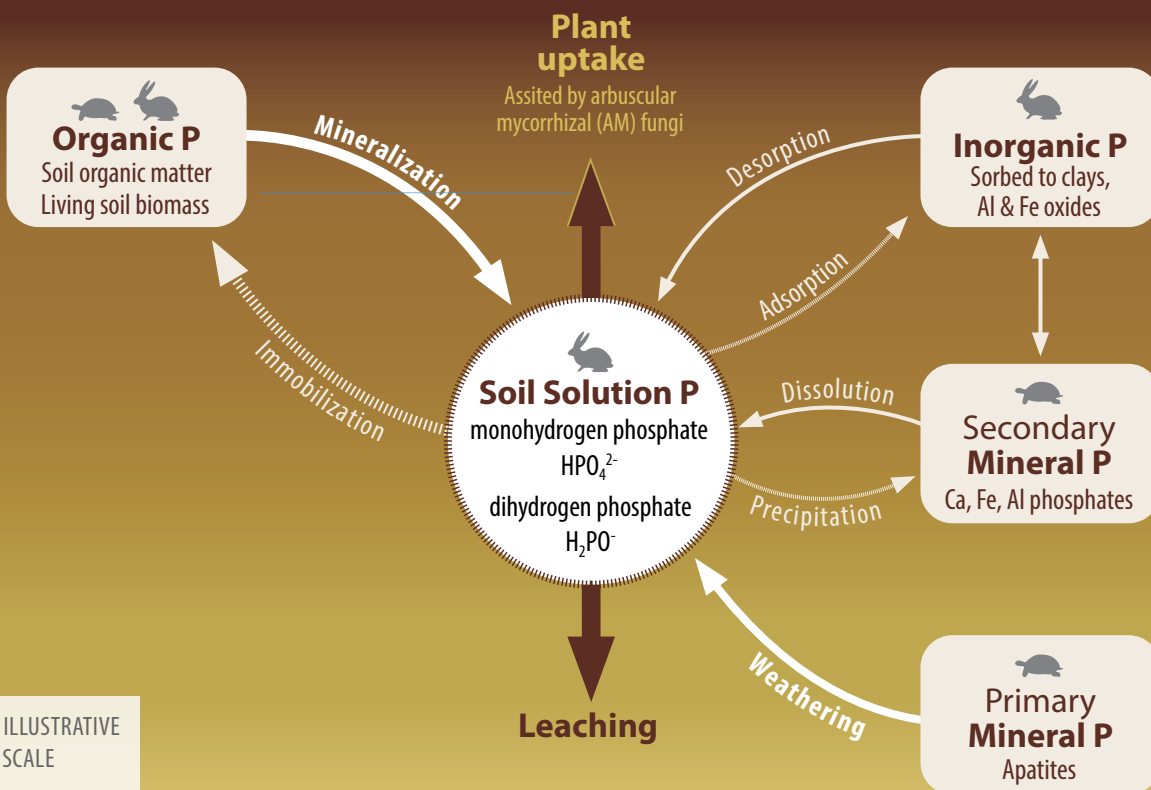 Plant
uptake
Assited by arbuscular
mycorrhizal (AM) fungi
Organic P
Soil organic matter
Living soil biomass
Mineralization
Immobilization
Desorption
Adsorption
Inorganic P
Sorbed to clays,
Al & Fe oxides
Soil Solution P
monohydrogen phosphate
HPO₄²⁻
dihydrogen phosphate
H₂PO⁻
Dissolution
Precipitation
Secondary
Mineral P
Ca, Fe, Al phosphates
Weathering
Primary
Mineral P
Apatites
Leaching
ILLUSTRATIVE
SCALE